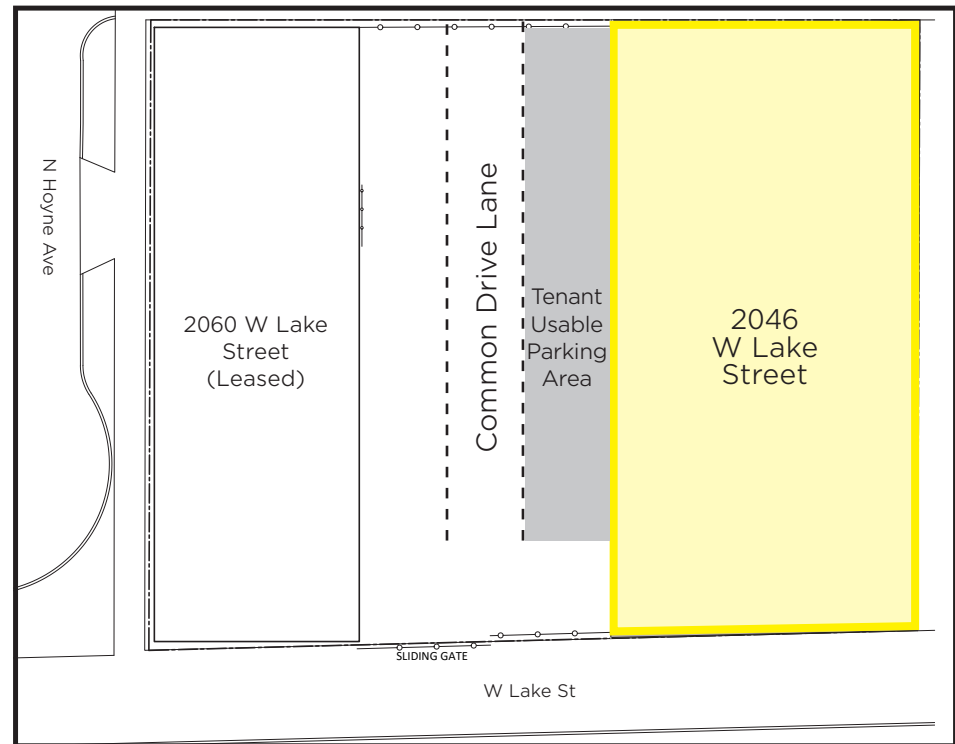 N Hoyne Ave
2060 W Lake
Street
(Leased)
Common Drive Lane
Tenant
Usable
Parking
Area
2046
W Lake
Street
SLIDING GATE
W Lake St